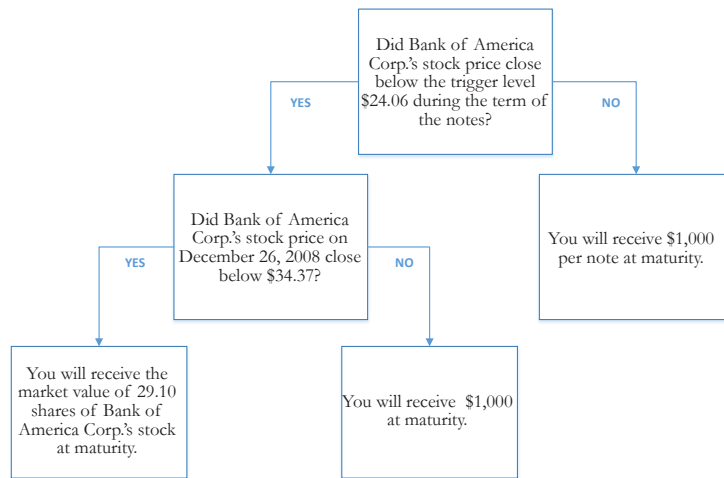 Did Bank of America
Corp.'s stock price close
below the trigger level
$24.06 during the term of
the notes?
YES
NO
Did Bank of America
Corp.'s stock price on
December 26, 2008 close
below $34.37?
You will receive $1,000
per note at maturity.
YES
NO
You will receive the
market value of 29.10
shares of Bank of
America Corp.'s stock
at maturity.
You will receive $1,000
at maturity.